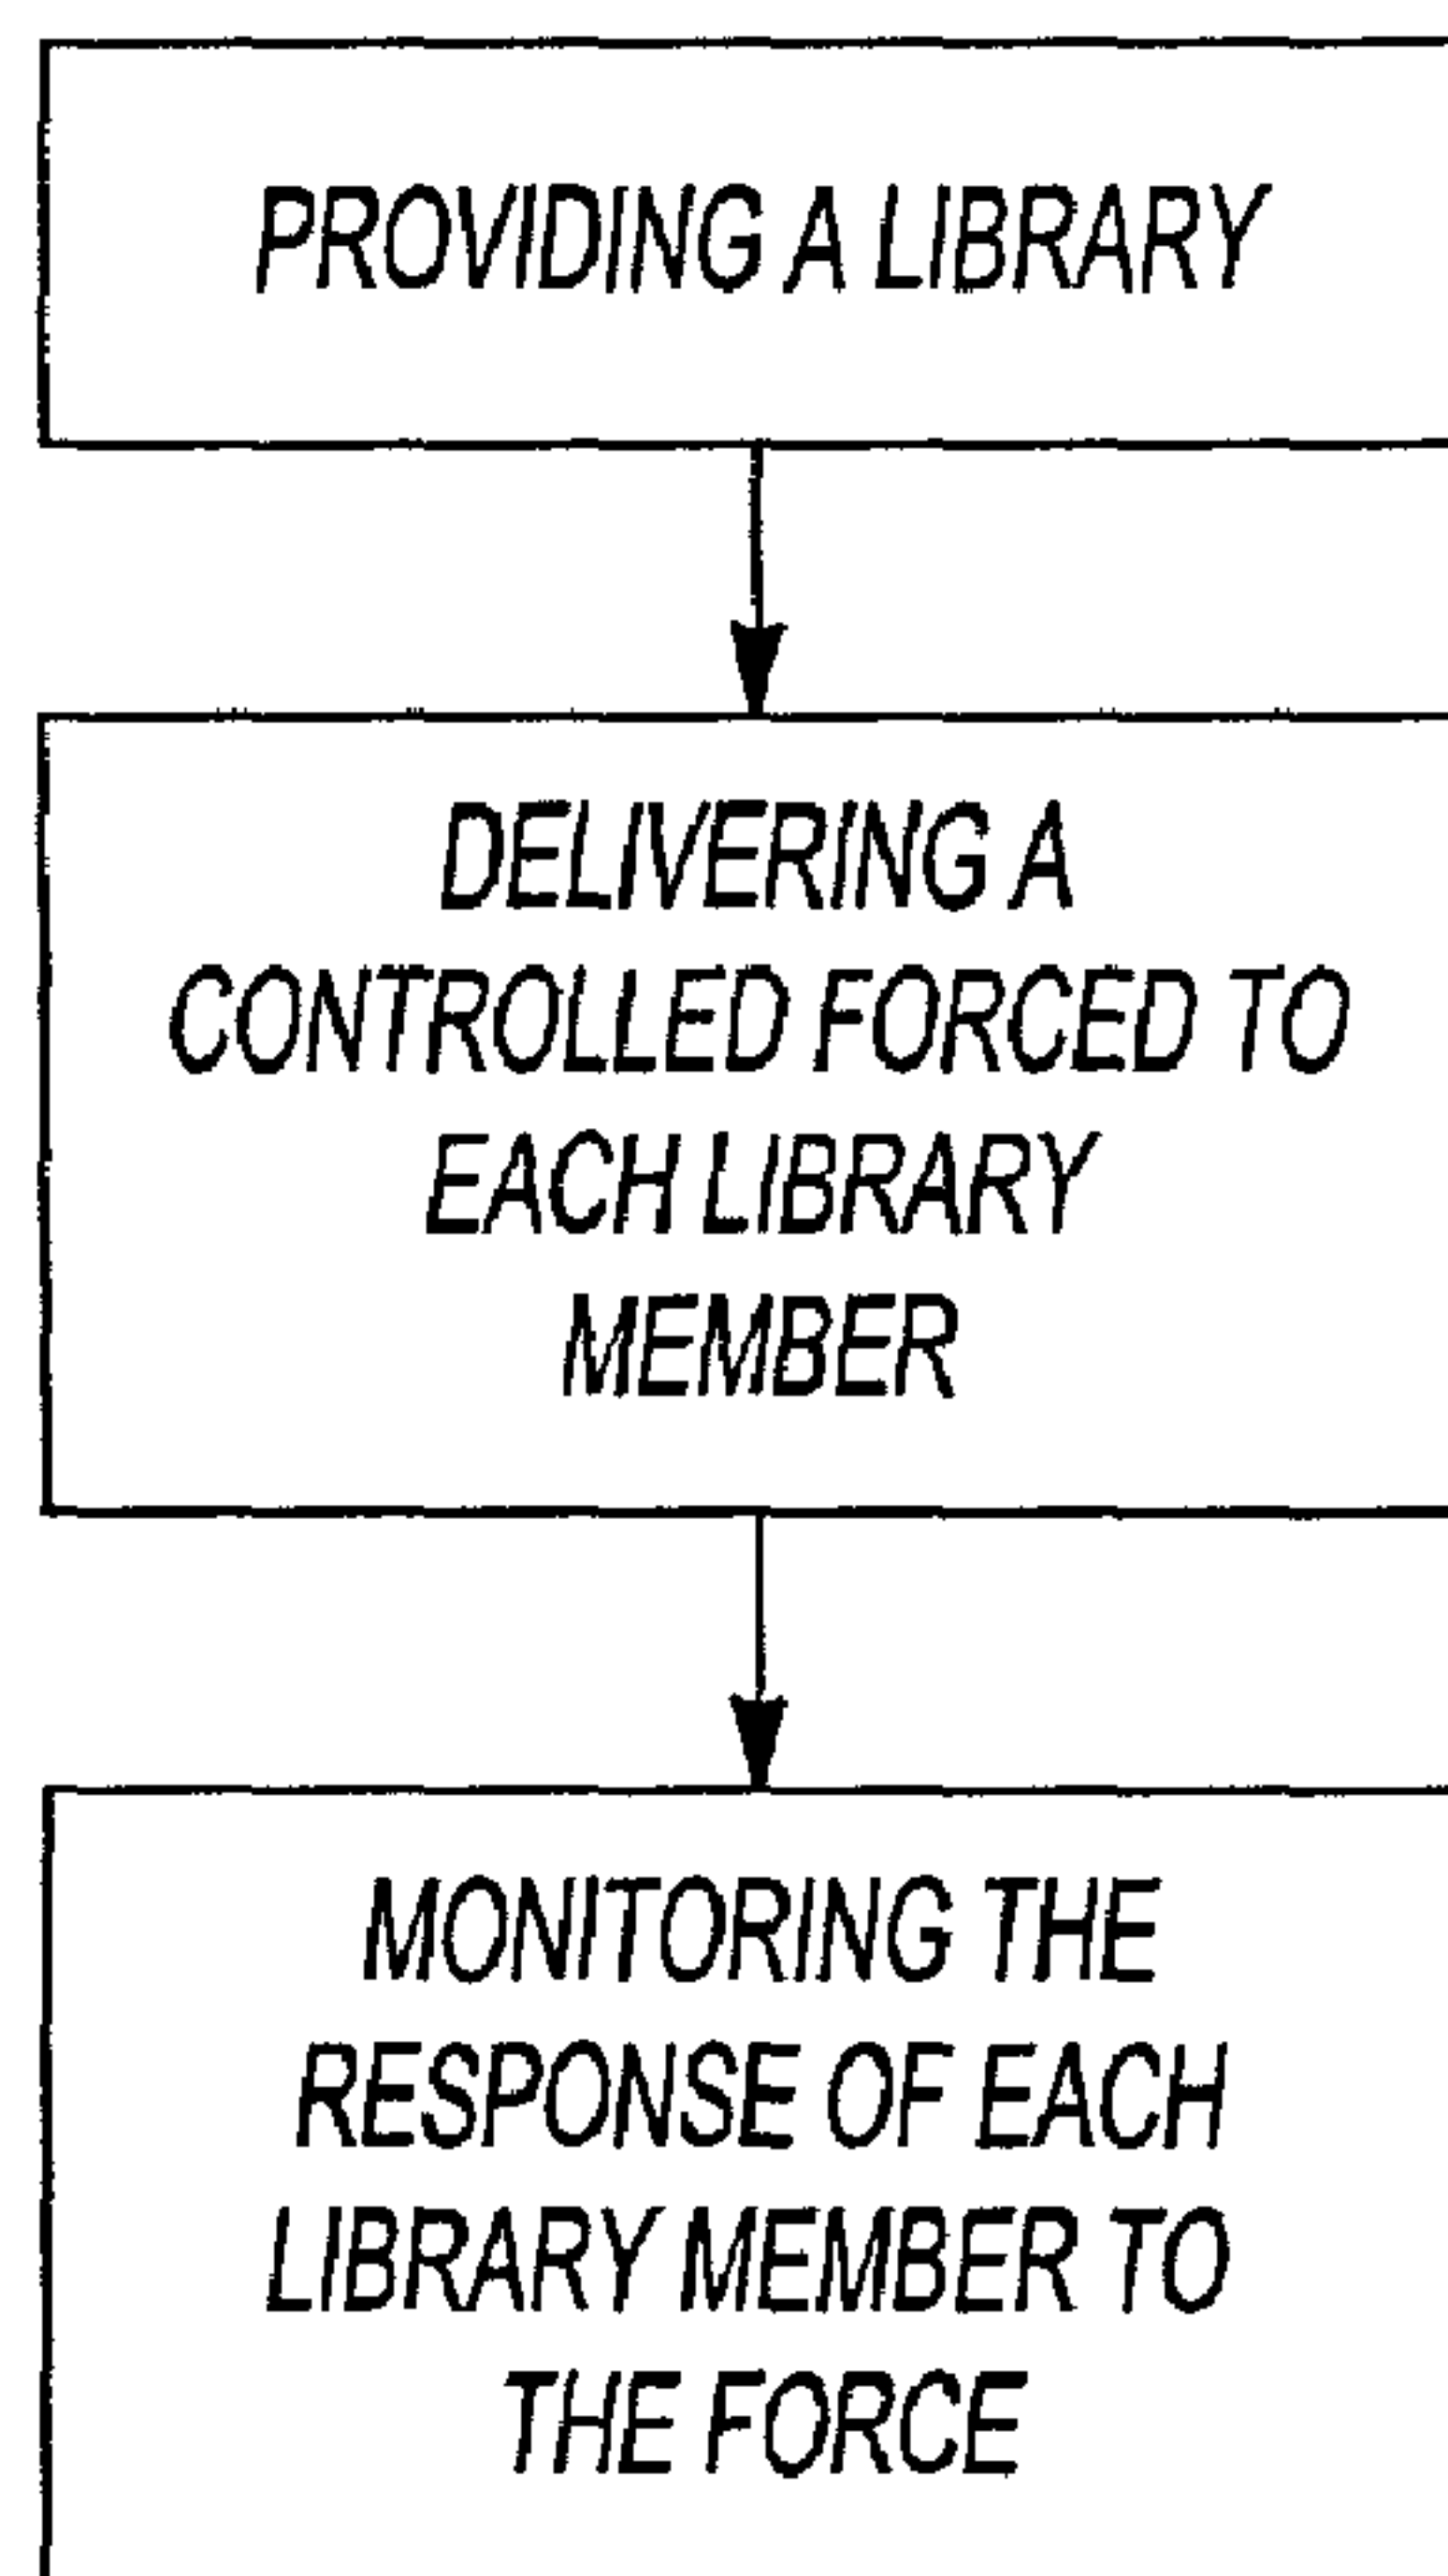 PROVIDING A LIBRARY
DELIVERING A
CONTROLLED FORCED TO
EACH LIBRARY
MEMBER
MONITORING THE
RESPONSE OF EACH
LIBRARY MEMBER TO
THE FORCE